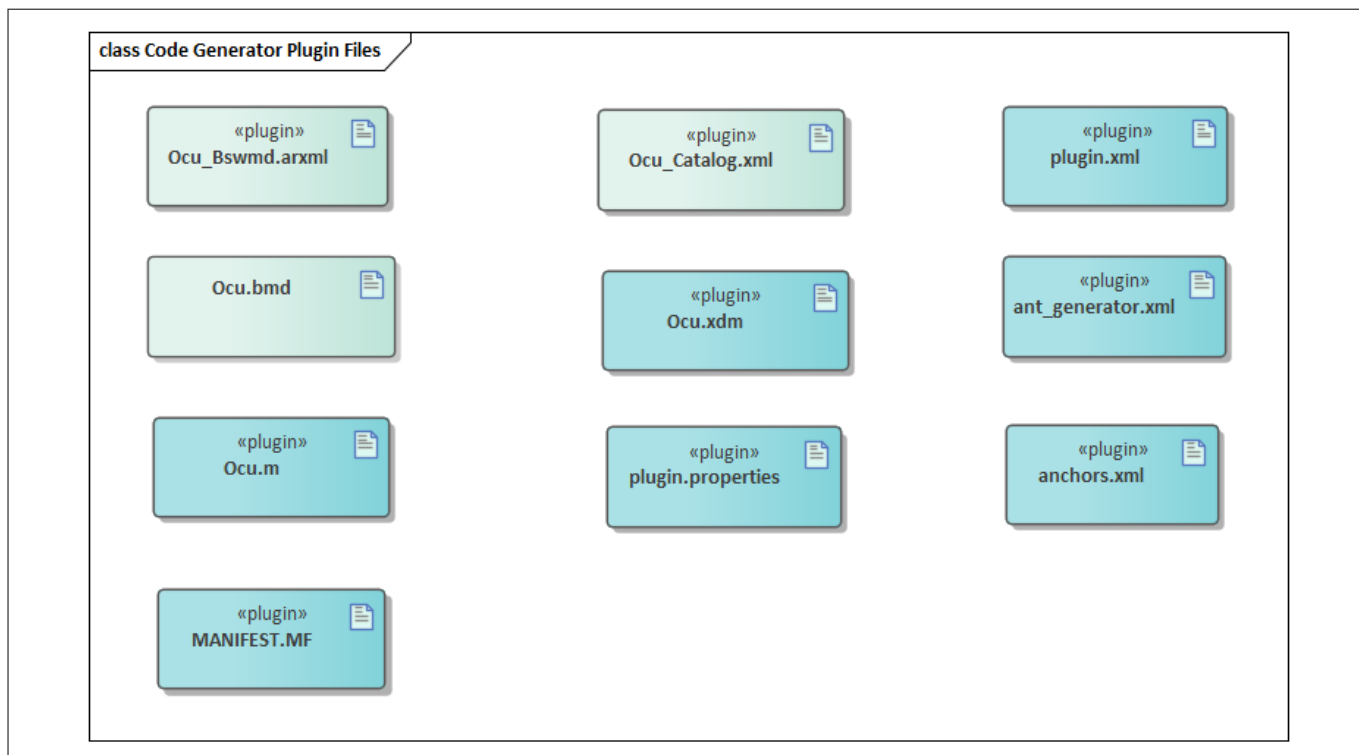 class Code Generator Plugin Files
«plugin»
Ocu_Bswmd.arxml
«plugin»
Ocu_Catalog.xml
«plugin»
plugin.xml
Ocu.bmd
«plugin»
Ocu.xdm
«plugin»
ant_generator.xml
«plugin»
Ocu.m
«plugin»
plugin.properties
«plugin»
anchors.xml
«plugin»
MANIFEST.MF